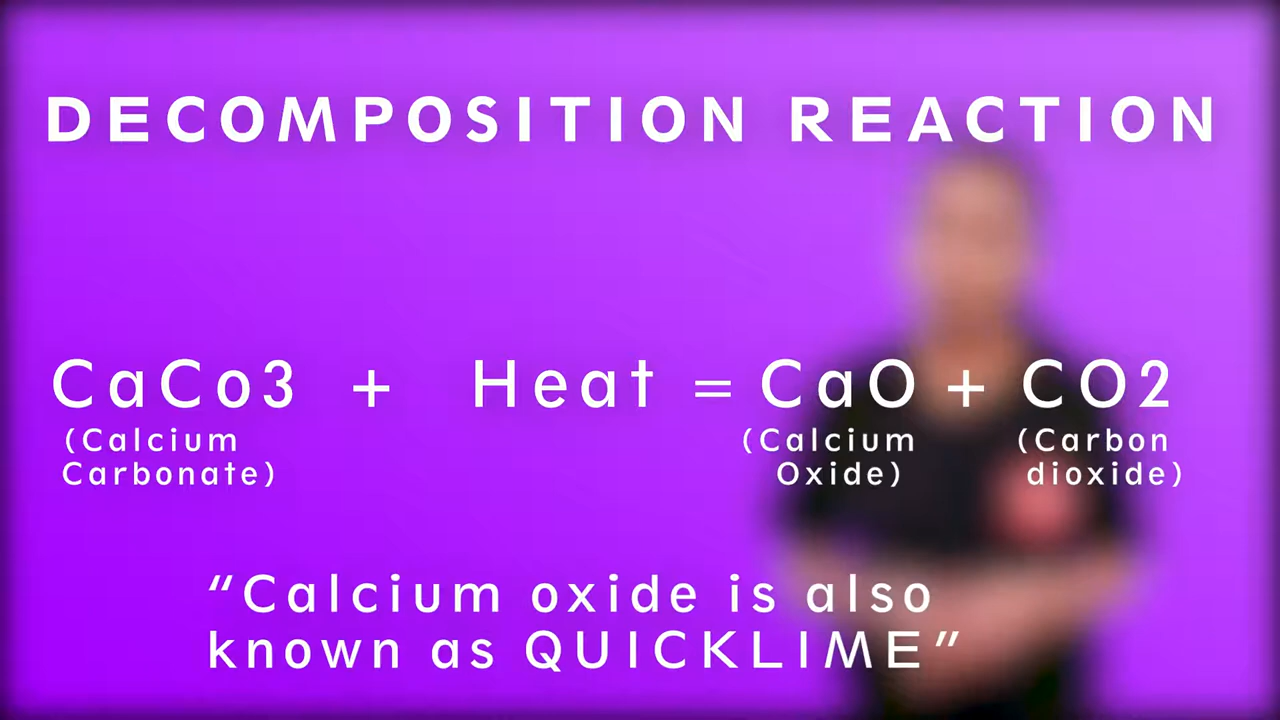 DECOMPOSITION REACTION
CaCo3 + Heat = CaO + CO2
(Calcium Carbonate) (Calcium Oxide) (Carbon dioxide)
“Calcium oxide is also
known as QUICKLIME”